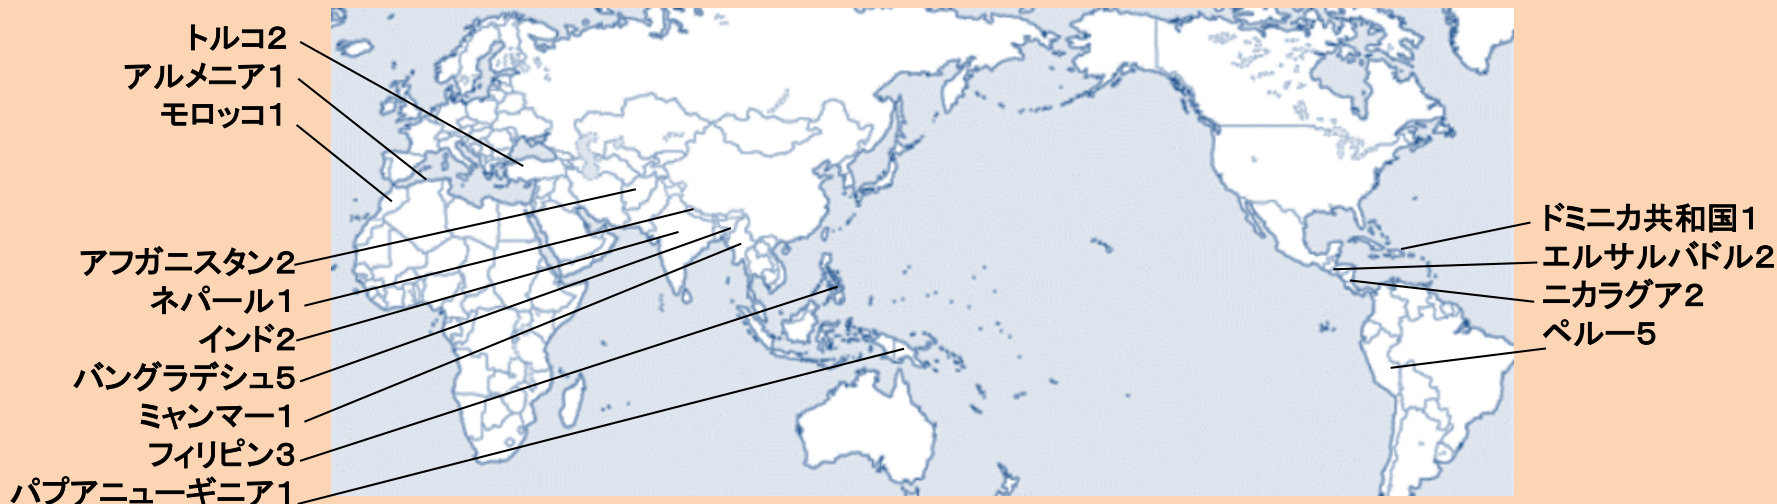 トルコ2
アルメニア1
モロッコ1
アフガニスタン2
ネパール1
インド2
バングラデシュ5
ミャンマー1
フィリピン3
パプアニューギニア1
ドミニカ共和国1
エルサルバドル2
ニカラグア2
ペルー5